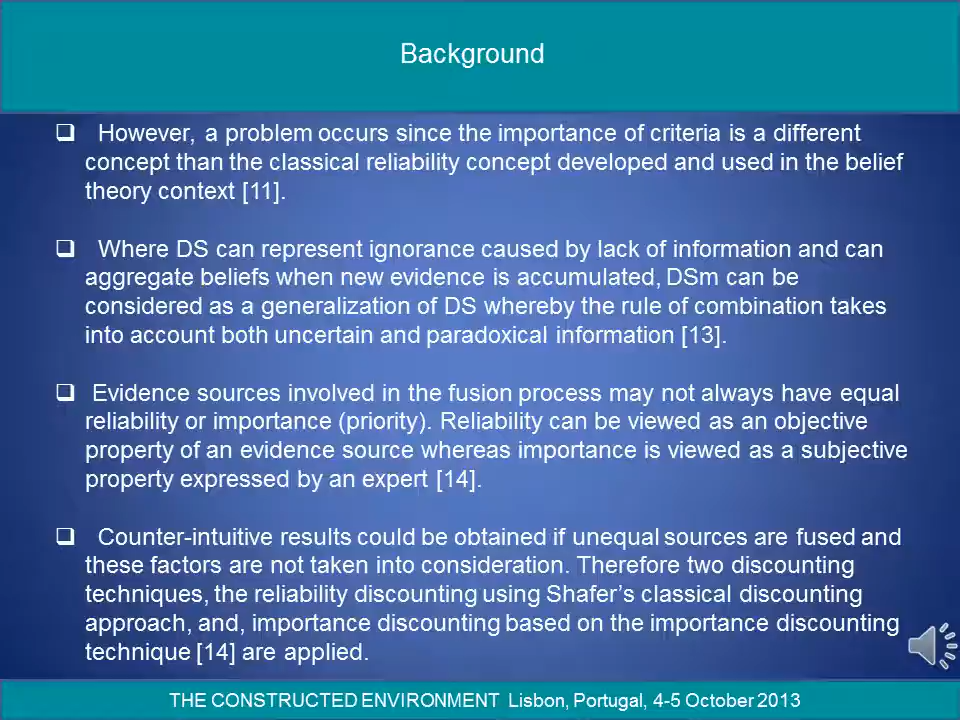 Background
❑ However, a problem occurs since the importance of criteria is a different
concept than the classical reliability concept developed and used in the belief
theory context [11].
❑ Where DS can represent ignorance caused by lack of information and can
aggregate beliefs when new evidence is accumulated, DSm can be
considered as a generalization of DS whereby the rule of combination takes
into account both uncertain and paradoxical information [13].
❑ Evidence sources involved in the fusion process may not always have equal
reliability or importance (priority). Reliability can be viewed as an objective
property of an evidence source whereas importance is viewed as a subjective
property expressed by an expert [14].
❑ Counter-intuitive results could be obtained if unequal sources are fused and
these factors are not taken into consideration. Therefore two discounting
techniques, the reliability discounting using Shafer’s classical discounting
approach, and, importance discounting based on the importance discounting
technique [14] are applied.
THE CONSTRUCTED ENVIRONMENT Lisbon, Portugal, 4-5 October 2013